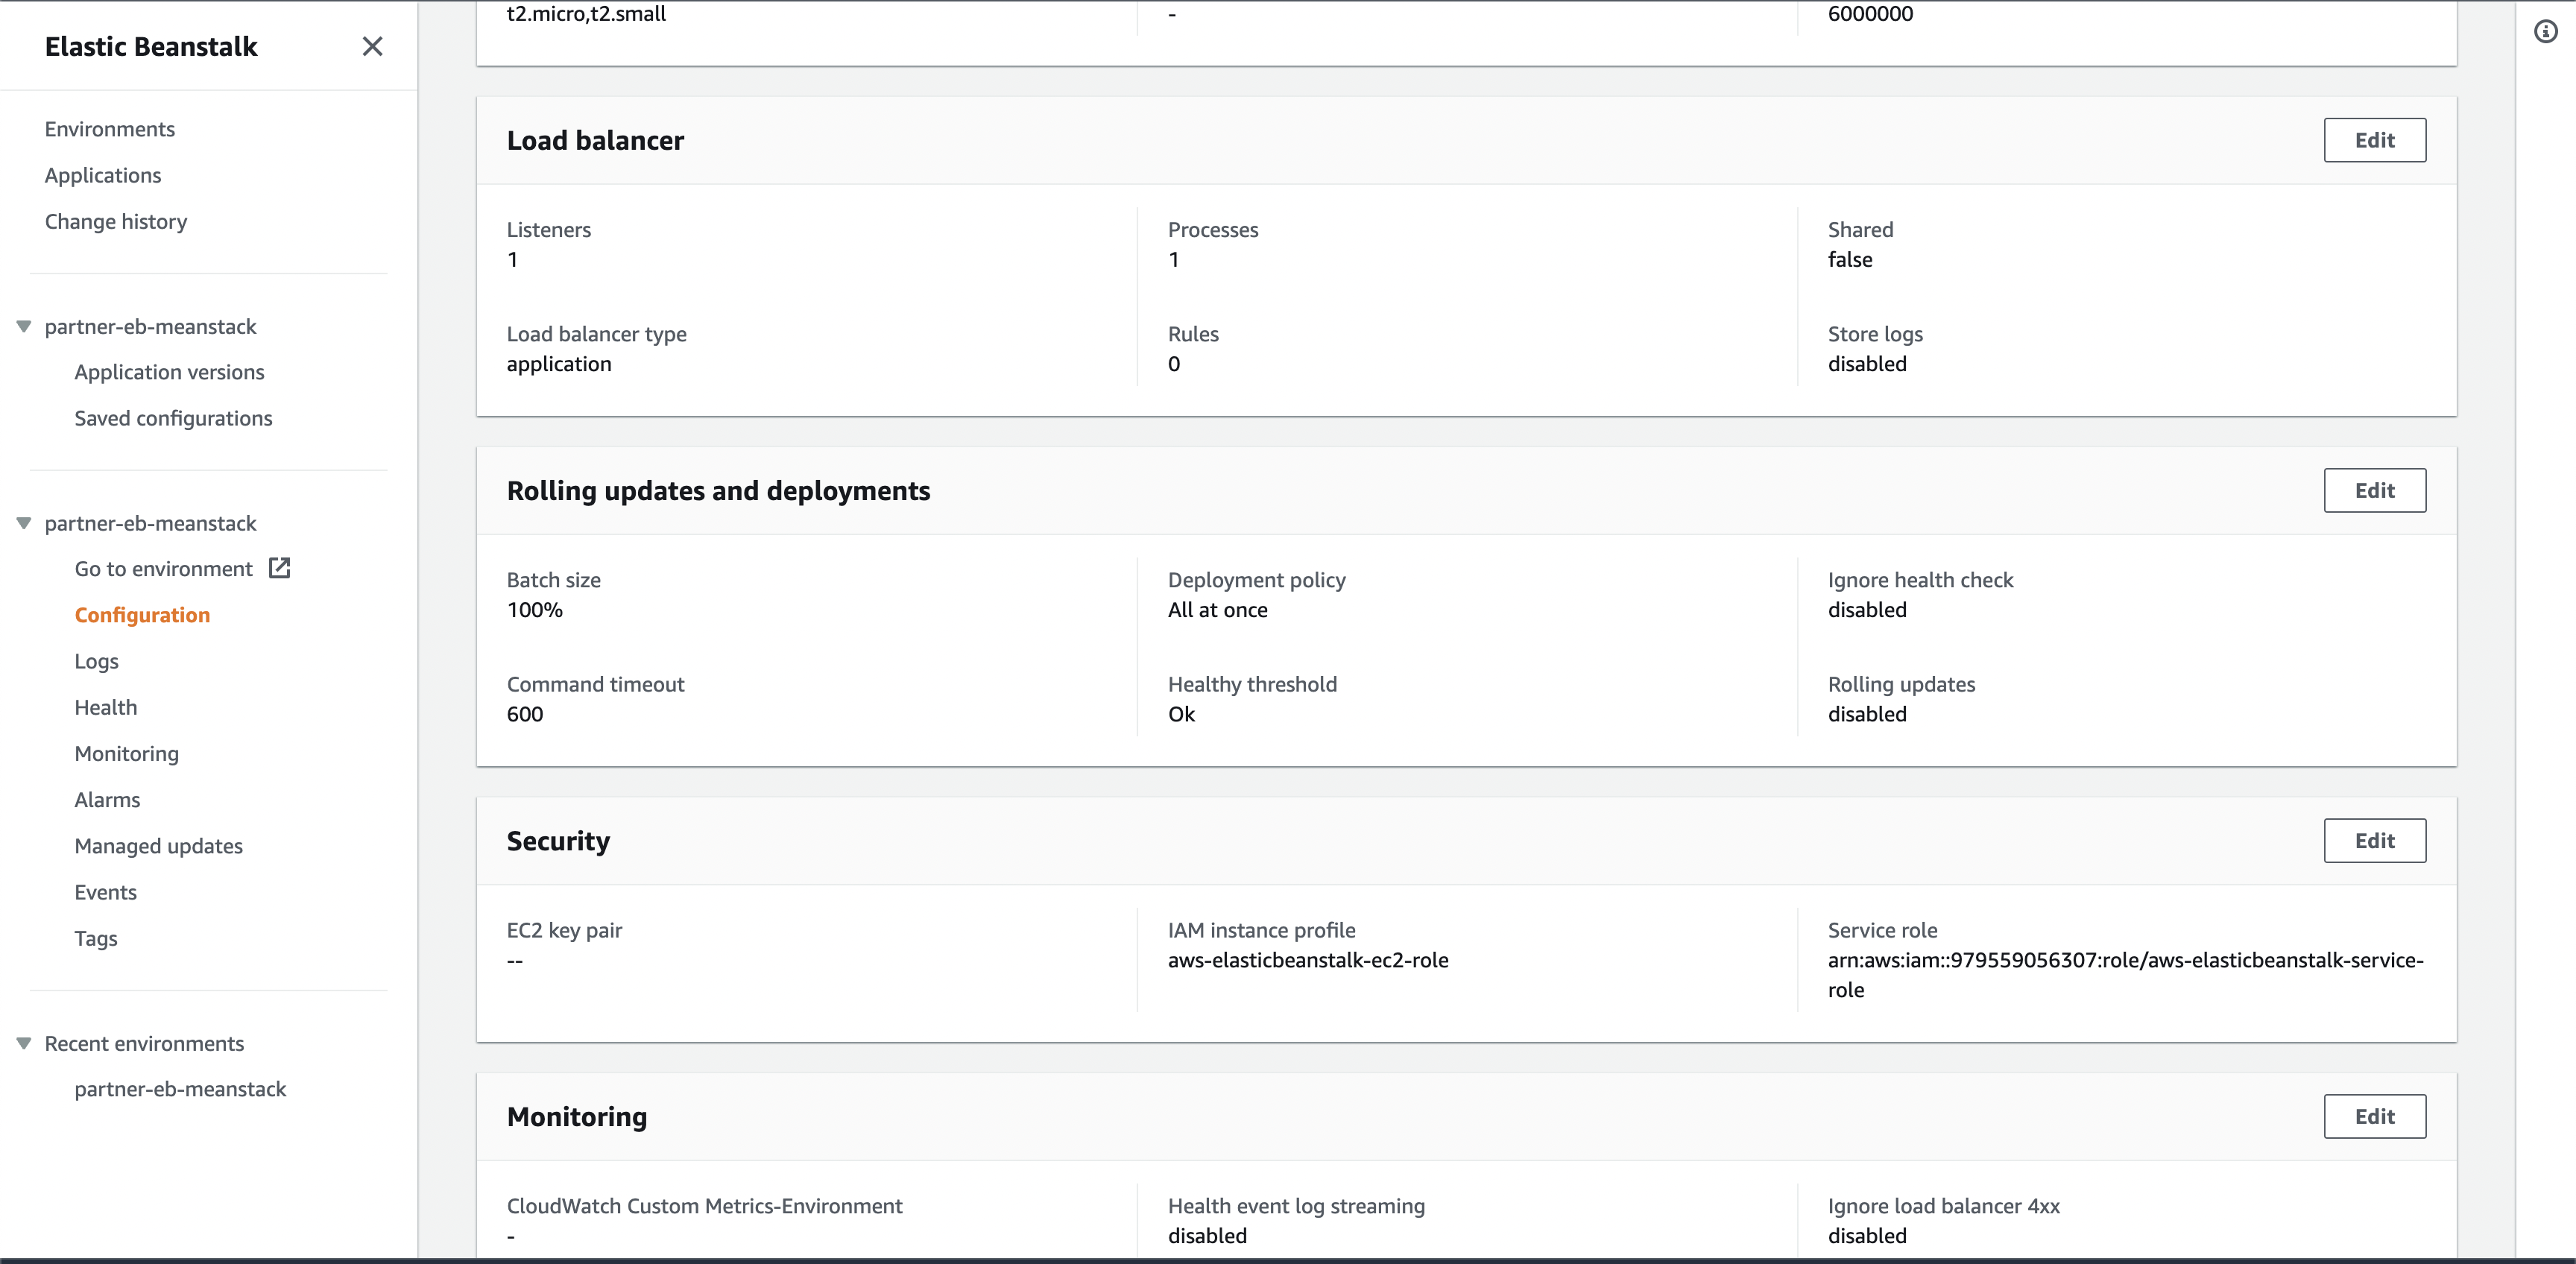 Elastic Beanstalk
Environments
Applications
Change history
partner-eb-meanstack
Application versions
Saved configurations
partner-eb-meanstack
Go to environment
Configuration
Logs
Health
Monitoring
Alarms
Managed updates
Events
Tags
Recent environments
partner-eb-meanstack
t2.micro,t2.small
-
6000000
Load balancer
Edit
Listeners
1
Processes
1
Shared
false
Load balancer type
application
Rules
0
Store logs
disabled
Rolling updates and deployments
Edit
Batch size
100%
Deployment policy
All at once
Ignore health check
disabled
Command timeout
600
Healthy threshold
Ok
Rolling updates
disabled
Security
Edit
EC2 key pair
--
IAM instance profile
aws-elasticbeanstalk-ec2-role
Service role
arn:aws:iam::979559056307:role/aws-elasticbeanstalk-service-
role
Monitoring
Edit
CloudWatch Custom Metrics-Environment
-
Health event log streaming
disabled
Ignore load balancer 4xx
disabled